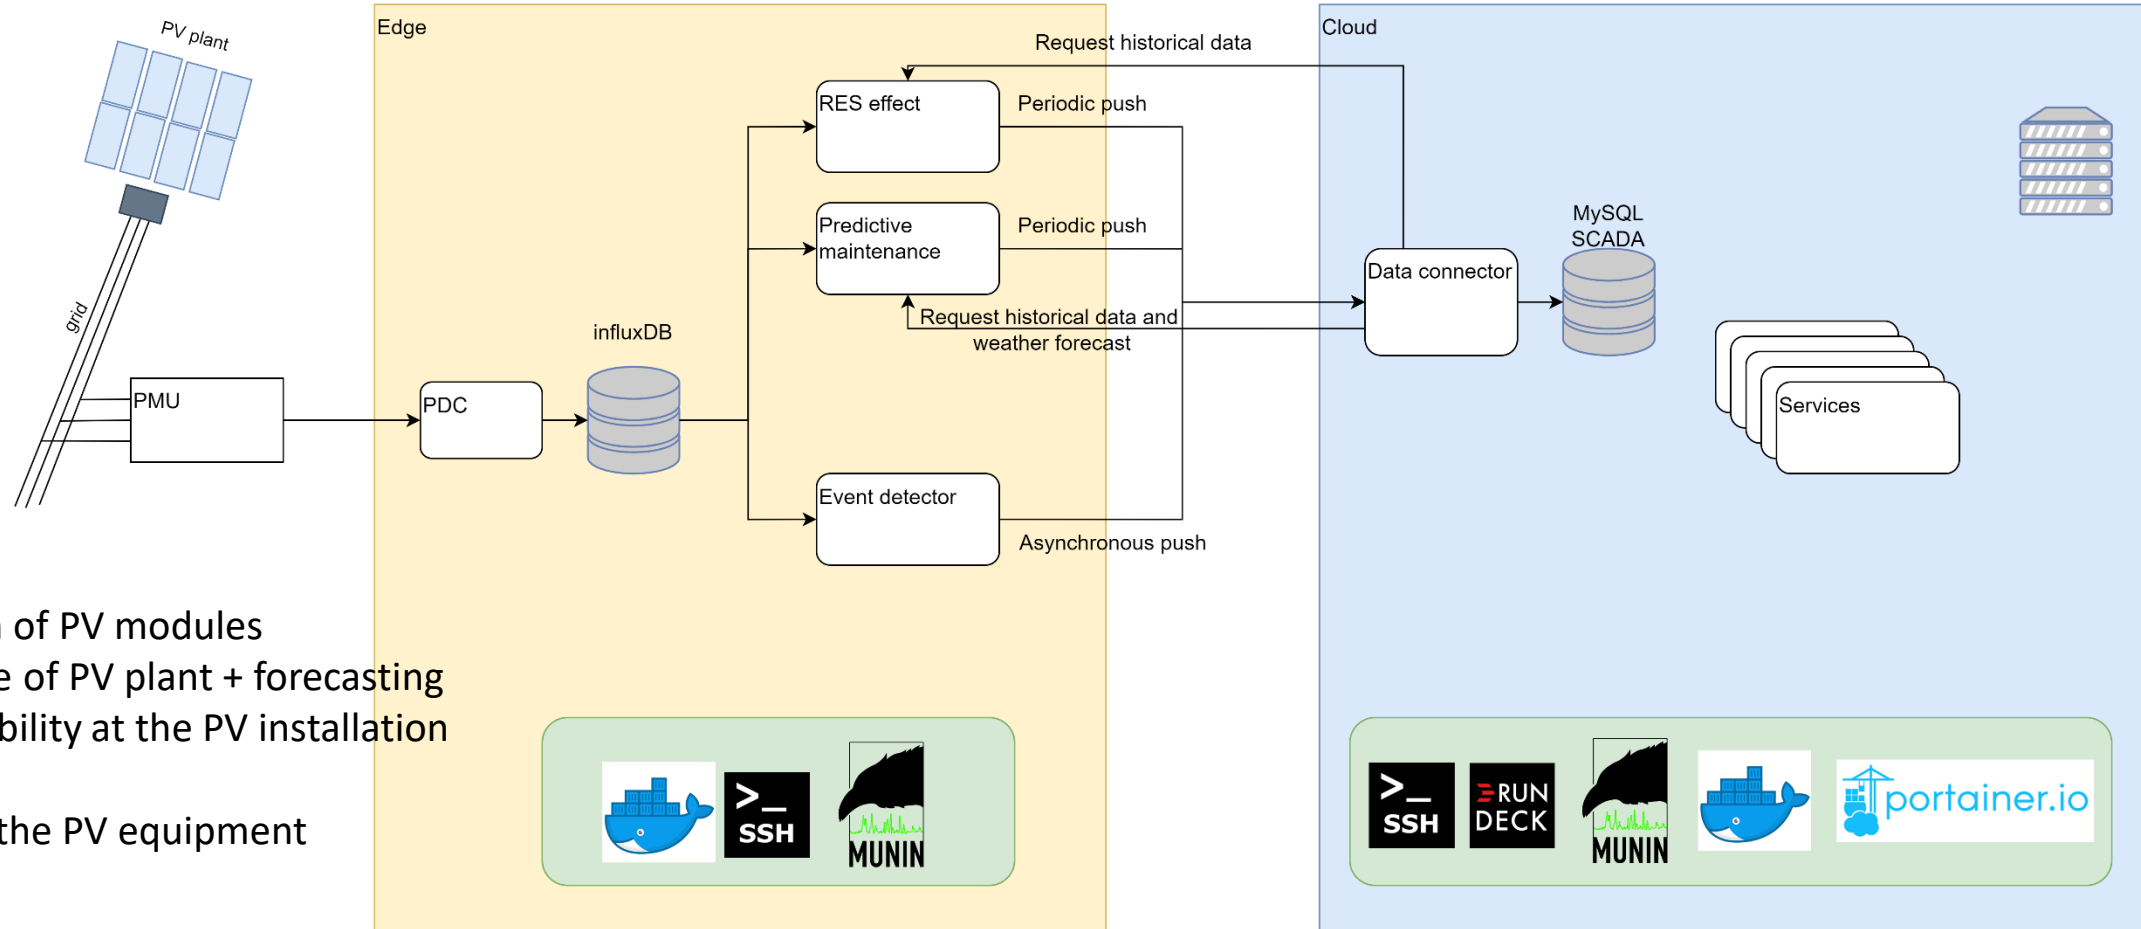 PV plant
Edge
Cloud
Request historical data
RES effect
Periodic push
MySQL
SCADA
Predictive
maintenance
Periodic push
Data connector
grid
influxDB
Request historical data and
weather forecast
PMU
PDC
Services
Event detector
Asynchronous push
of PV modules
e of PV plant + forecasting
bility at the PV installation
the PV equipment
>_
SSH
MUNIN
>_
SSH
RUN
DECK
MUNIN
portainer.io